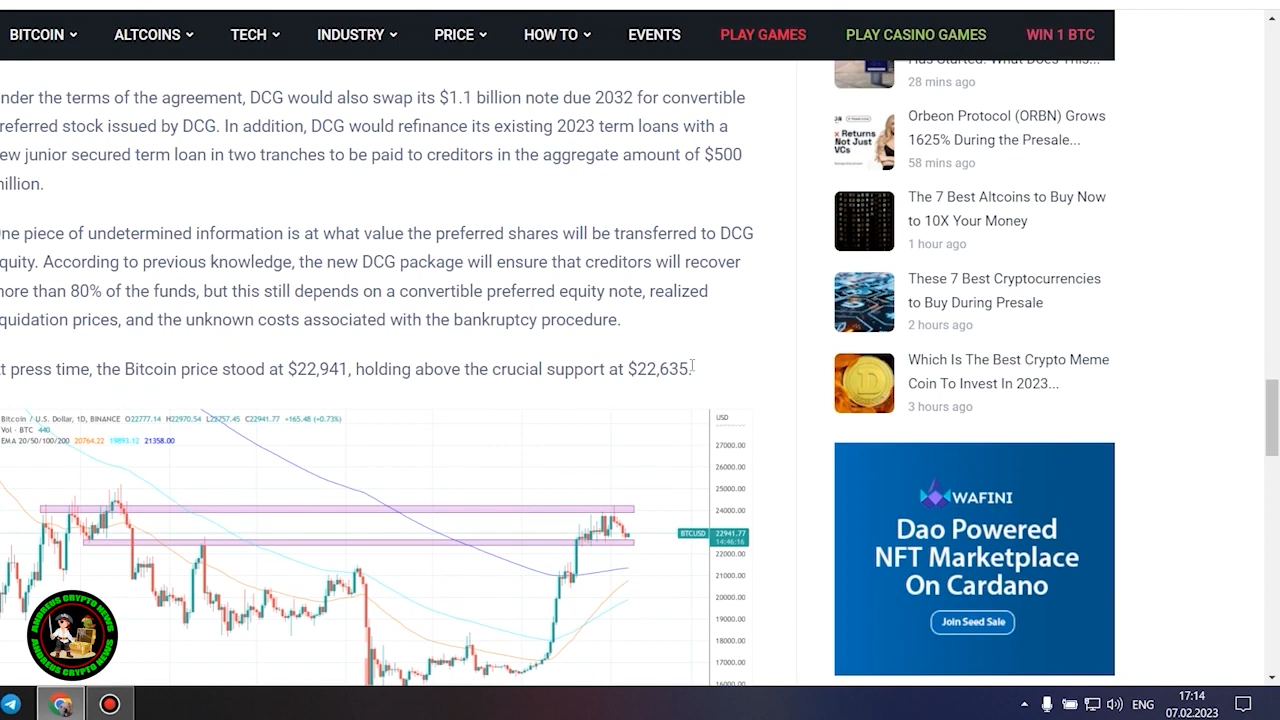 BITCOIN ALTCOINS TECH INDUSTRY PRICE HOW TO EVENTS PLAY GAMES PLAY CASINO GAMES WIN 1 BTC
nder the terms of the agreement, DCG would also swap its $1.1 billion note due 2032 for convertible
referred stock issued by DCG. In addition, DCG would refinance its existing 2023 term loans with a
ew junior secured term loan in two tranches to be paid to creditors in the aggregate amount of $500
illion.
ne piece of undetermined information is at what value the preferred shares will be transferred to DCG
quity. According to previous knowledge, the new DCG package will ensure that creditors will recover
ore than 80% of their
, but this still depends on a convertible preferred equity note, realized
quidation prices, and the unknown costs associated with the bankruptcy procedure.
t press time, the Bitcoin price stood at $22,941, holding above the crucial support at $22,635.
Bitcoin / U.S. Dollar, 1D, BINANCE O22777.14 H22970.54 L22757.45 C22941.77 +165.48 (+0.73%)
Vol · BTC 440
EMA 20/50/100/200 20764.22 19893.12 21358.00
USD
27000.00
26000.00
25000.00
24000.00
BTCUSD 22941.77
14:46:16
22000.00
21000.00
20000.00
19000.00
18000.00
17000.00
16000.00
Has Started. What Does This...
28 mins ago
Orbeon Protocol (ORBN) Grows
1625% During the Presale...
58 mins ago
Returns
Not Just
VCs
The 7 Best Altcoins to Buy Now
to 10X Your Money
1 hour ago
These 7 Best Cryptocurrencies
to Buy During Presale
2 hours ago
Which Is The Best Crypto Meme
Coin To Invest In 2023...
3 hours ago
WAFINI
Dao Powered
NFT Marketplace
On Cardano
Join Seed Sale
ANDREUS CRYPTO NEWS
ANDREUS CRYPTO NEWS
ENG
17:14
07.02.2023